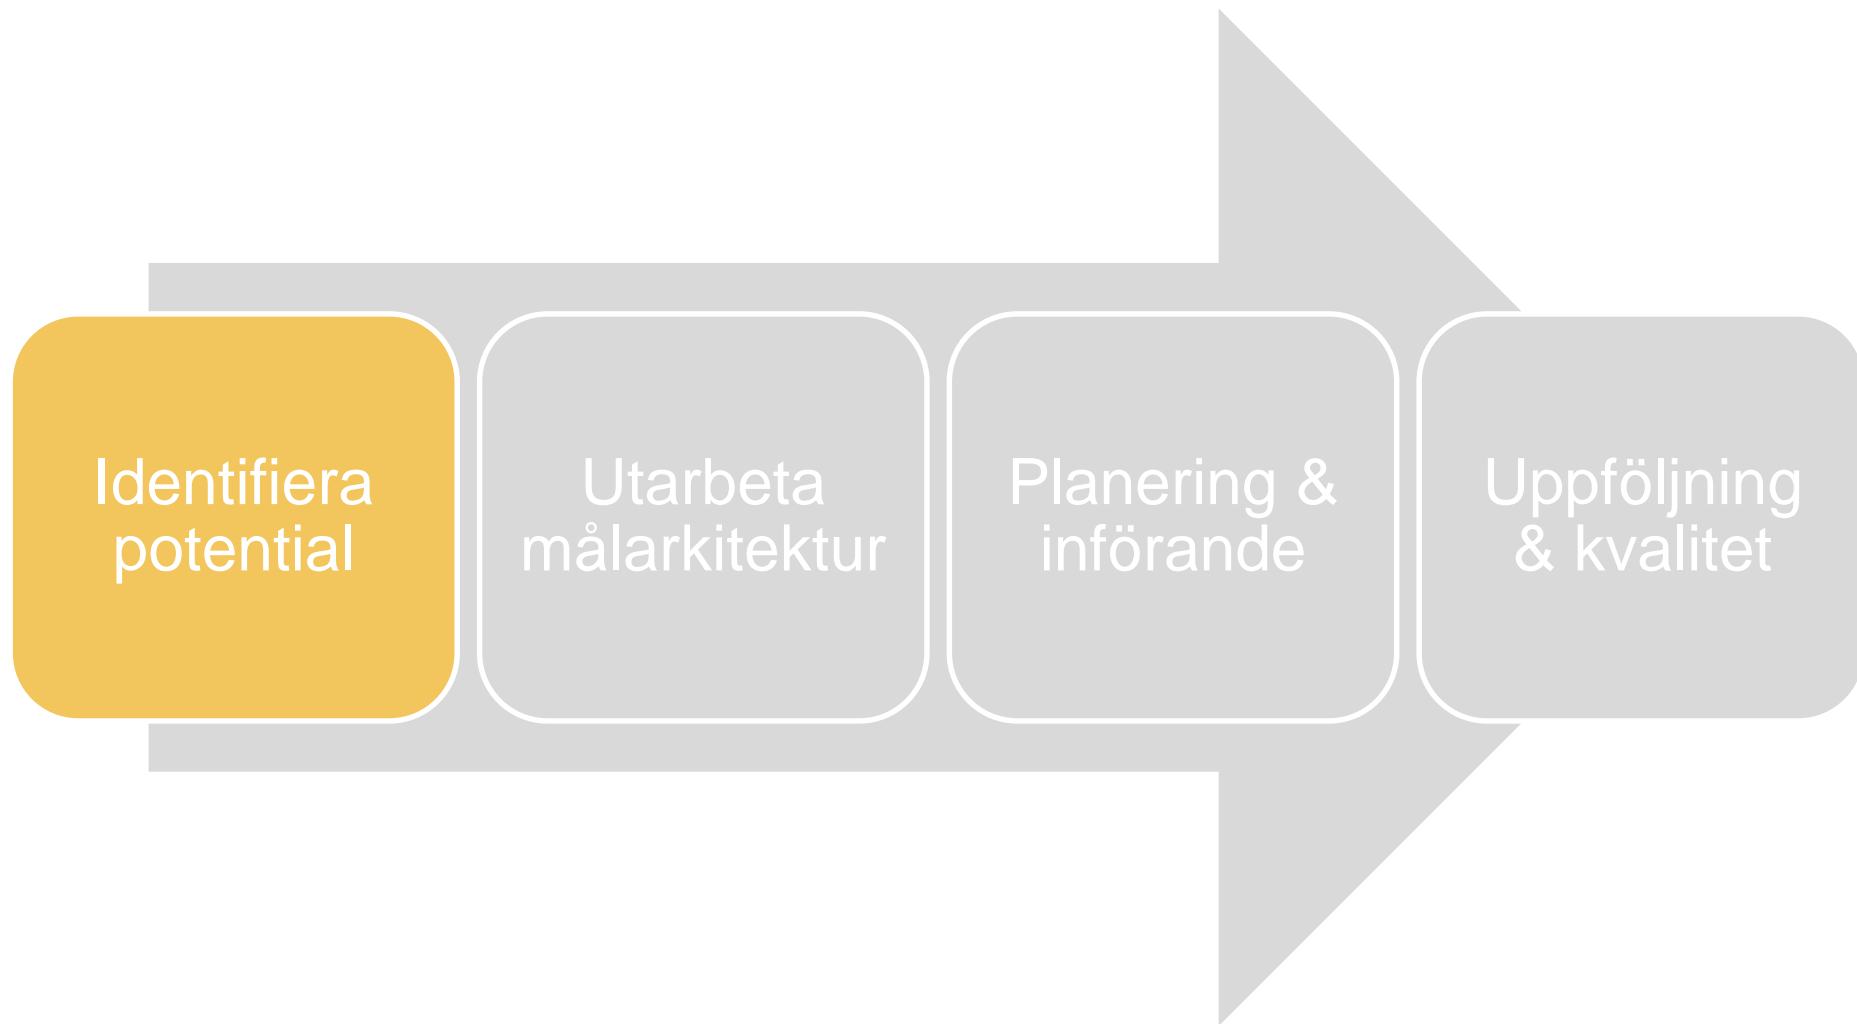 Identifiera
potential
Utarbeta
målarkitektur
Planering &
införande
Uppföljning
& kvalitet